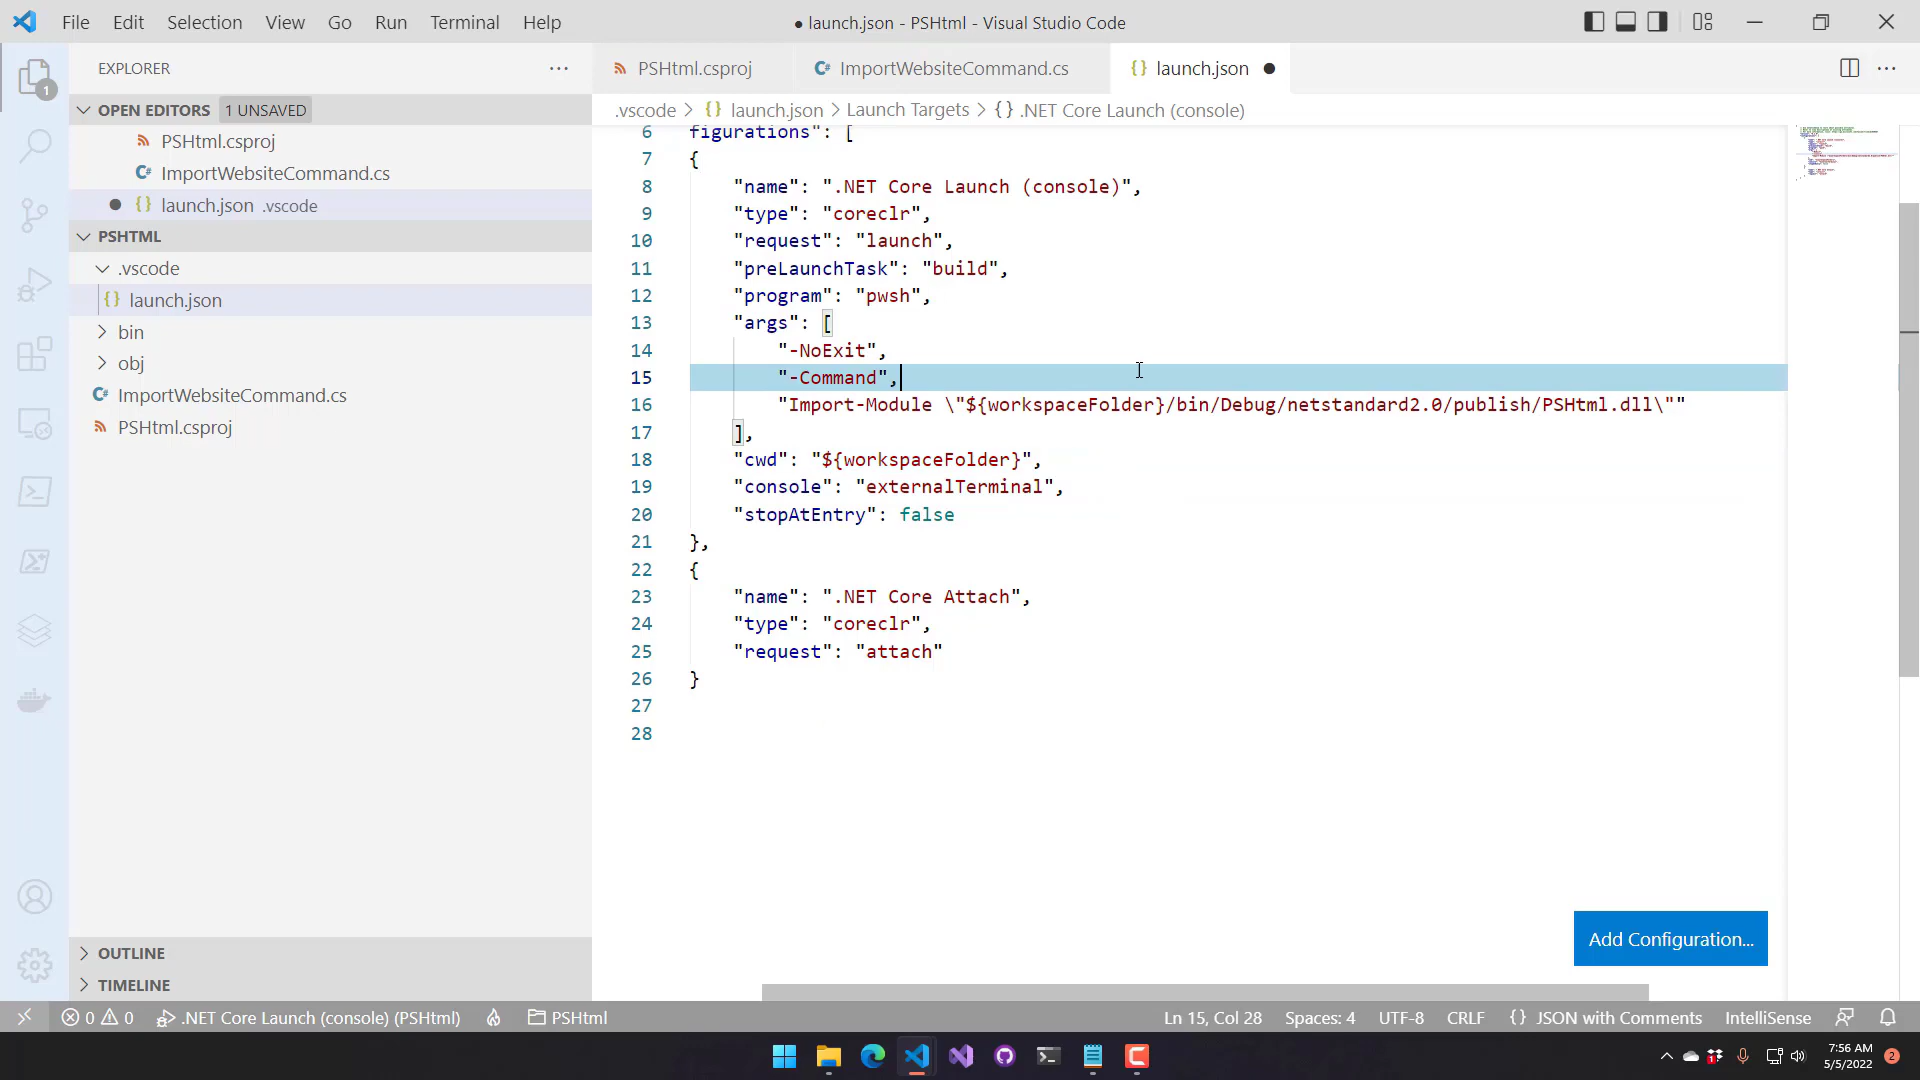 File Edit Selection View Go Run Terminal Help
● launch.json - PSHtml - Visual Studio Code
EXPLORER
OPEN EDITORS 1 UNSAVED
PSHtml.csproj
ImportWebsiteCommand.cs
launch.json .vscode
PSHTML
.vscode
launch.json
bin
obj
ImportWebsiteCommand.cs
PSHtml.csproj
OUTLINE
TIMELINE
1
PSHtml.csproj ImportWebsiteCommand.cs launch.json ●
.vscode > {} launch.json > Launch Targets > {} .NET Core Launch (console)
6 figurations": [
7 {
8 "name": ".NET Core Launch (console)",
9 "type": "coreclr",
10 "request": "launch",
11 "preLaunchTask": "build",
12 "program": "pwsh",
13 "args": [
14 "-NoExit",
15 "-Command",
16 "Import-Module \"${workspaceFolder}/bin/Debug/netstandard2.0/publish/PSHtml.dll\""
17 ],
18 "cwd": "${workspaceFolder}",
19 "console": "externalTerminal",
20 "stopAtEntry": false
21 },
22 {
23 "name": ".NET Core Attach",
24 "type": "coreclr",
25 "request": "attach"
26 }
27
28
Add Configuration...
0 0 .NET Core Launch (console) (PSHtml) PSHtml
Ln 15, Col 28 Spaces: 4 UTF-8 CRLF {} JSON with Comments IntelliSense
7:56 AM
5/5/2022
2